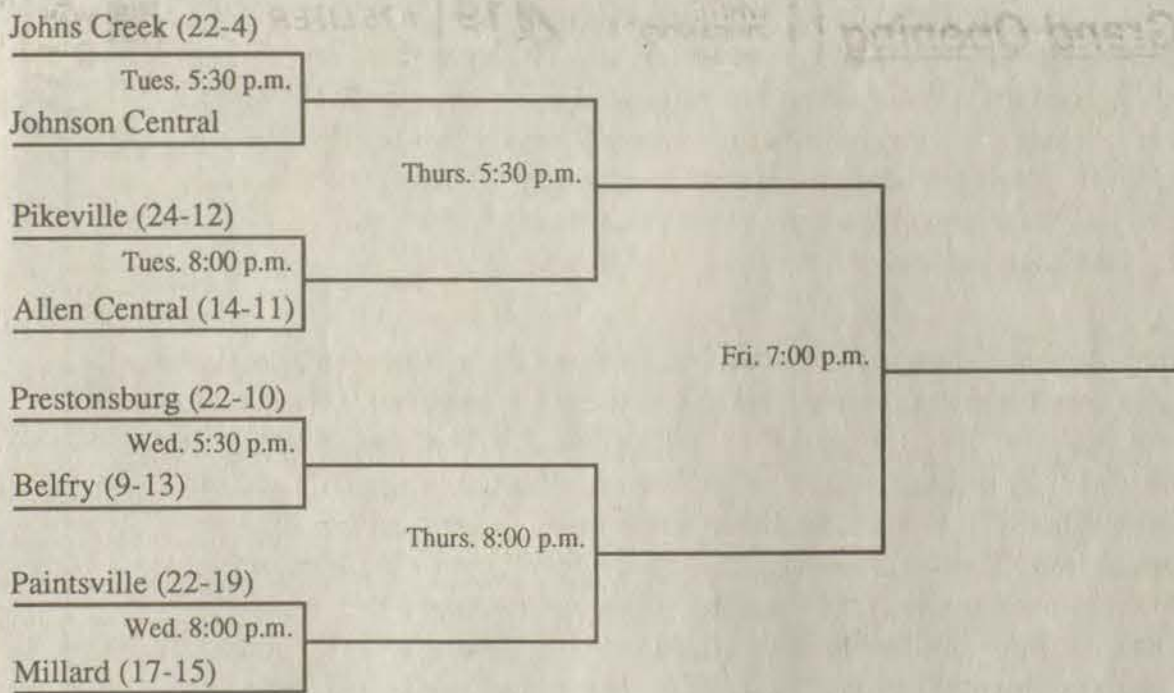 Johns Creek (22-4)
Tues. 5:30 p.m.
Johnson Central
Thurs. 5:30 p.m.
Pikeville (24-12)
Tues. 8:00 p.m.
Allen Central (14-11)
Fri. 7:00 p.m.
Prestonsburg (22-10)
Wed. 5:30 p.m.
Belfry (9-13)
Thurs. 8:00 p.m.
Paintsville (22-19)
Wed. 8:00 p.m.
Millard (17-15)
Grand Opening